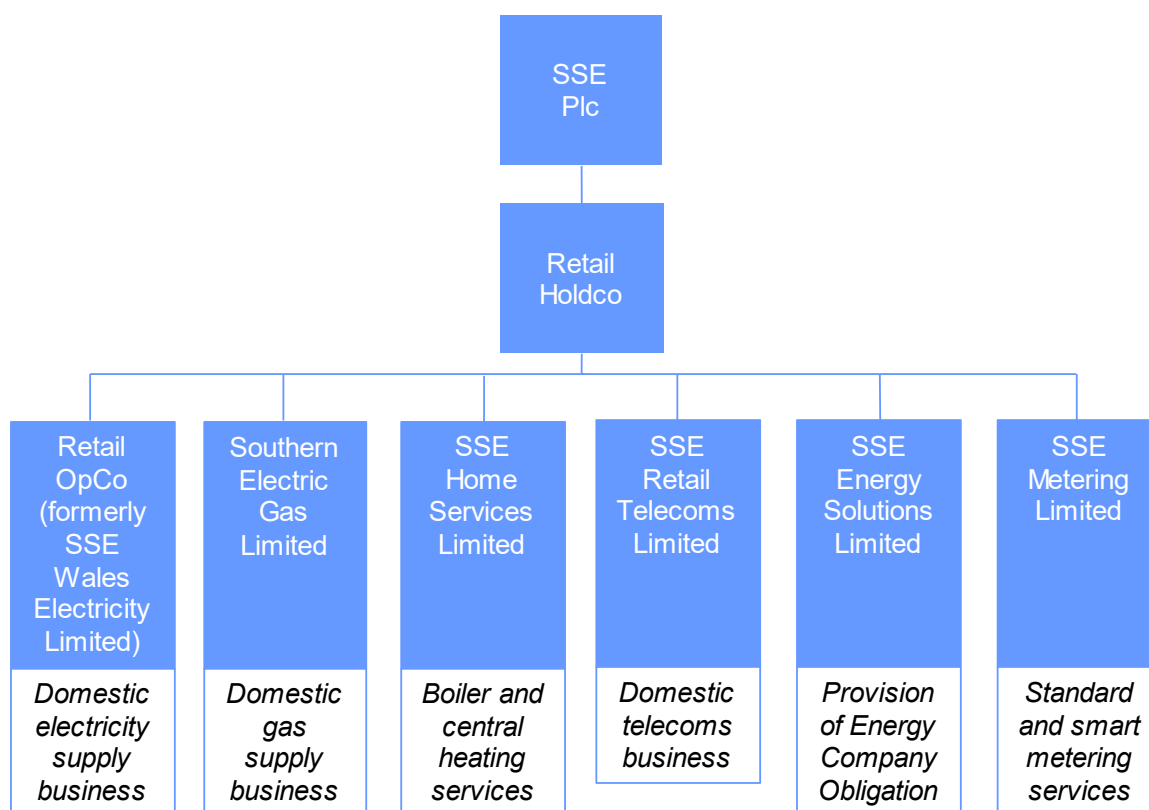 SSE
Plc
Retail
Holdco
Retail
OpCo
(formerly
SSE
Wales
Electricity
Limited)
Domestic
electricity
supply
business
Southern
Electric
Gas
Limited
Domestic
gas
supply
business
SSE
Home
Services
Limited
Boiler and
central
heating
services
SSE
Retail
Telecoms
Limited
Domestic
telecoms
business
SSE
Energy
Solutions
Limited
Provision
of Energy
Company
Obligation
SSE
Metering
Limited
Standard
and smart
metering
services